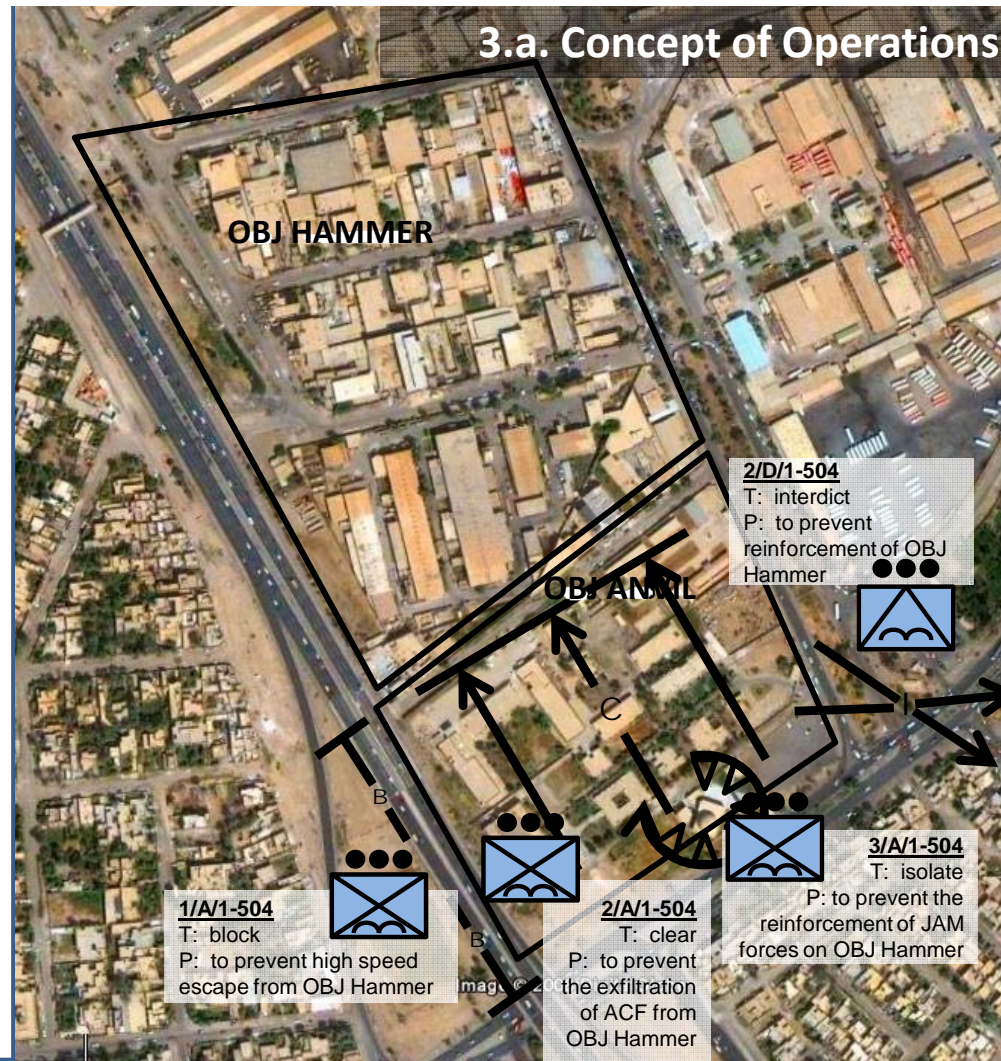 3.a. Concept of Operations
OBJ HAMMER
2/D/1-504
T: interdict
P: to prevent
reinforcement of OBJ
Hammer
OBJ ANVIL
C
I
B
B
1/A/1-504
T: block
P: to prevent high speed
escape from OBJ Hammer
2/A/1-504
T: clear
P: to prevent
the exfiltration
of ACF from
OBJ Hammer
3/A/1-504
T: isolate
P: to prevent the
reinforcement of JAM
forces on OBJ Hammer
Image ©